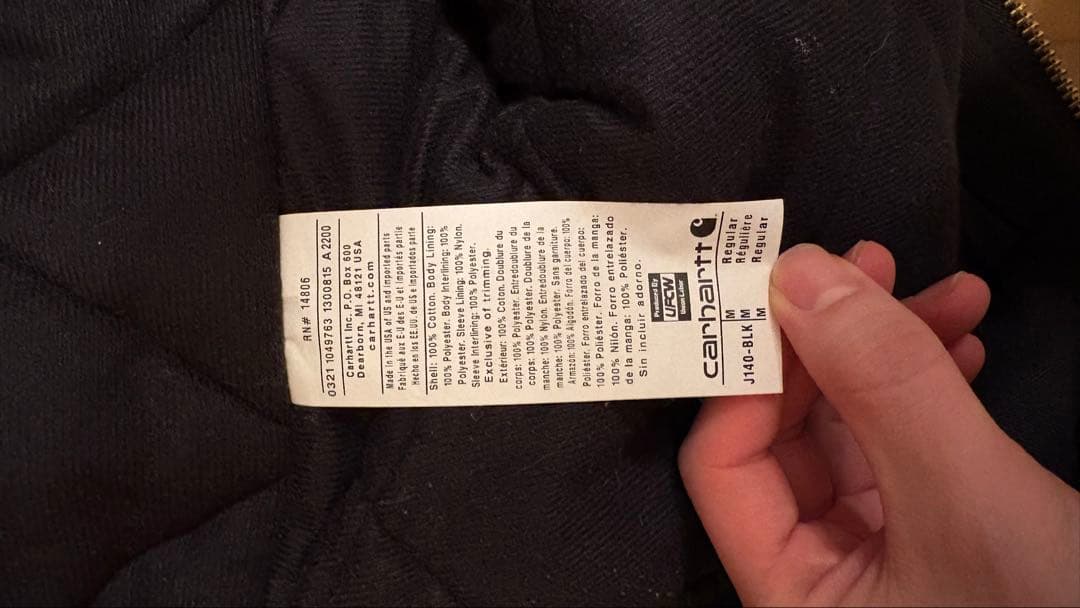 RN# 14806
0321 1049763 1300815 A 2200
Carhartt Inc. P.O. Box 600
Dearborn, MI 48121 USA
carhartt.com
Made in the USA of US and imported parts
Fabriqué aux E-U des E-U et importés partie
Hecho en los EE.UU. de US e importados parte
Shell: 100% Cotton. Body Lining:
100% Polyester. Body Interlining: 100%
Polyester. Sleeve Lining: 100% Nylon.
Sleeve Interlining: 100% Polyester.
Exclusive of trimming.
Extérieur: 100% Coton. Doublure du
corps: 100% Polyester. Entredoublure du
corps: 100% Polyester. Doublure de la
manche: 100% Nylon. Entredoublure de la
manche: 100% Polyester. Sans garniture.
Armazón: 100% Algodón. Forro del cuerpo: 100%
Poliéster. Forro entrelazado del cuerpo:
100% Poliéster. Forro de la manga:
100% Nilón. Forro entrelazado
de la manga: 100% Poliéster.
Sin incluir adorno.
Produced By
UFCW
Union Labor
carhartt
M Regular
J140-BLK M Régulière
M Regular